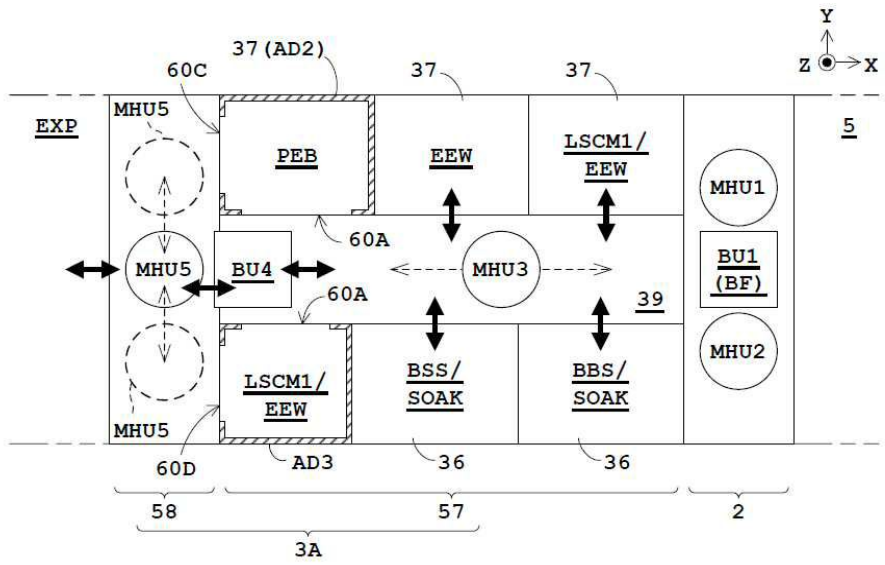 Y
Z
X
37(AD2)
60C
37
37
MHU5
EXP
5
PEB
EEW
LSCM1/
EEW
MHU1
60A
MHU5
BU4
MHU3
BU1
(BF)
60A
39
MHU2
LSCM1/
EEW
BSS/
SOAK
BBS/
SOAK
MHU5
60D
AD3
36
36
58
57
2
3A